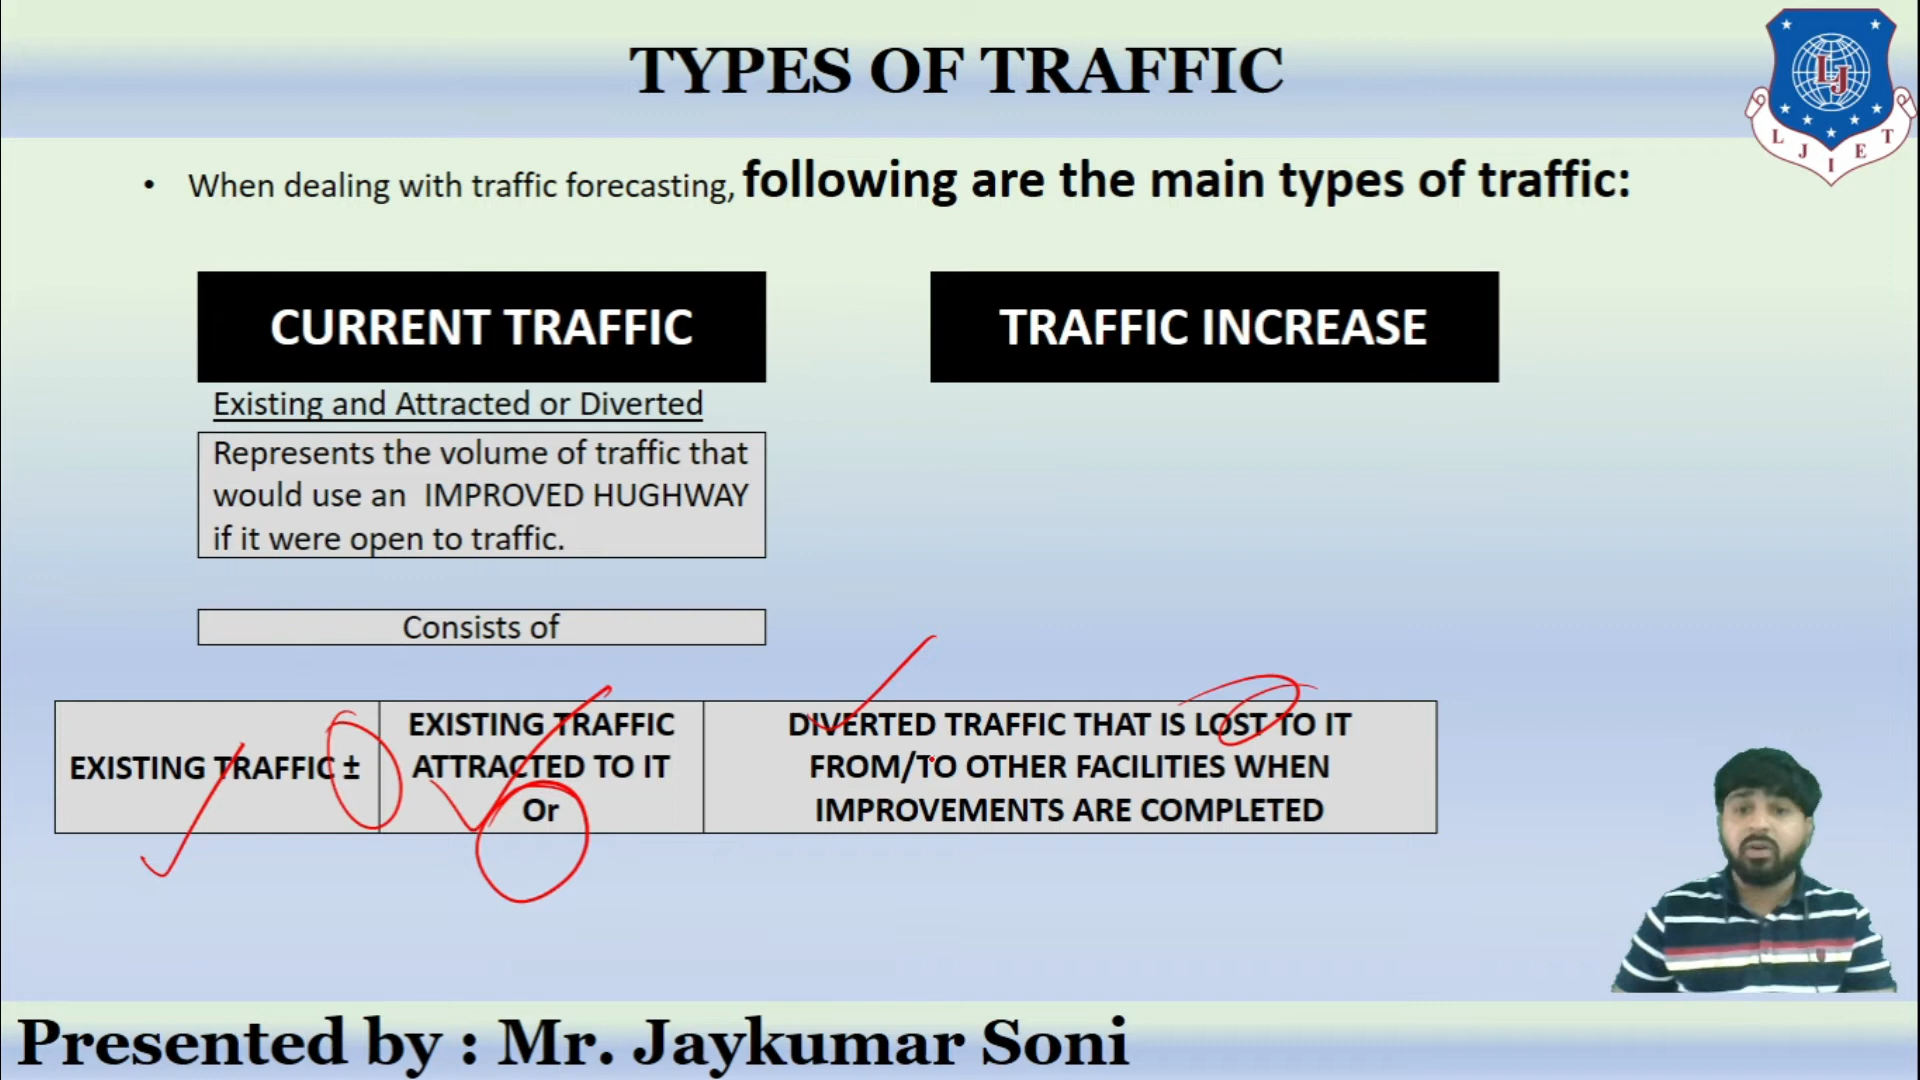 TYPES OF TRAFFIC
LJ
L J I E T
• When dealing with traffic forecasting, following are the main types of traffic:
CURRENT TRAFFIC
TRAFFIC INCREASE
Existing and Attracted or Diverted
Represents the volume of traffic that
would use an IMPROVED HUGHWAY
if it were open to traffic.
Consists of
EXISTING TRAFFIC ±
EXISTING TRAFFIC
ATTRACTED TO IT
Or
DIVERTED TRAFFIC THAT IS LOST TO IT
FROM/TO OTHER FACILITIES WHEN
IMPROVEMENTS ARE COMPLETED
Presented by : Mr. Jaykumar Soni